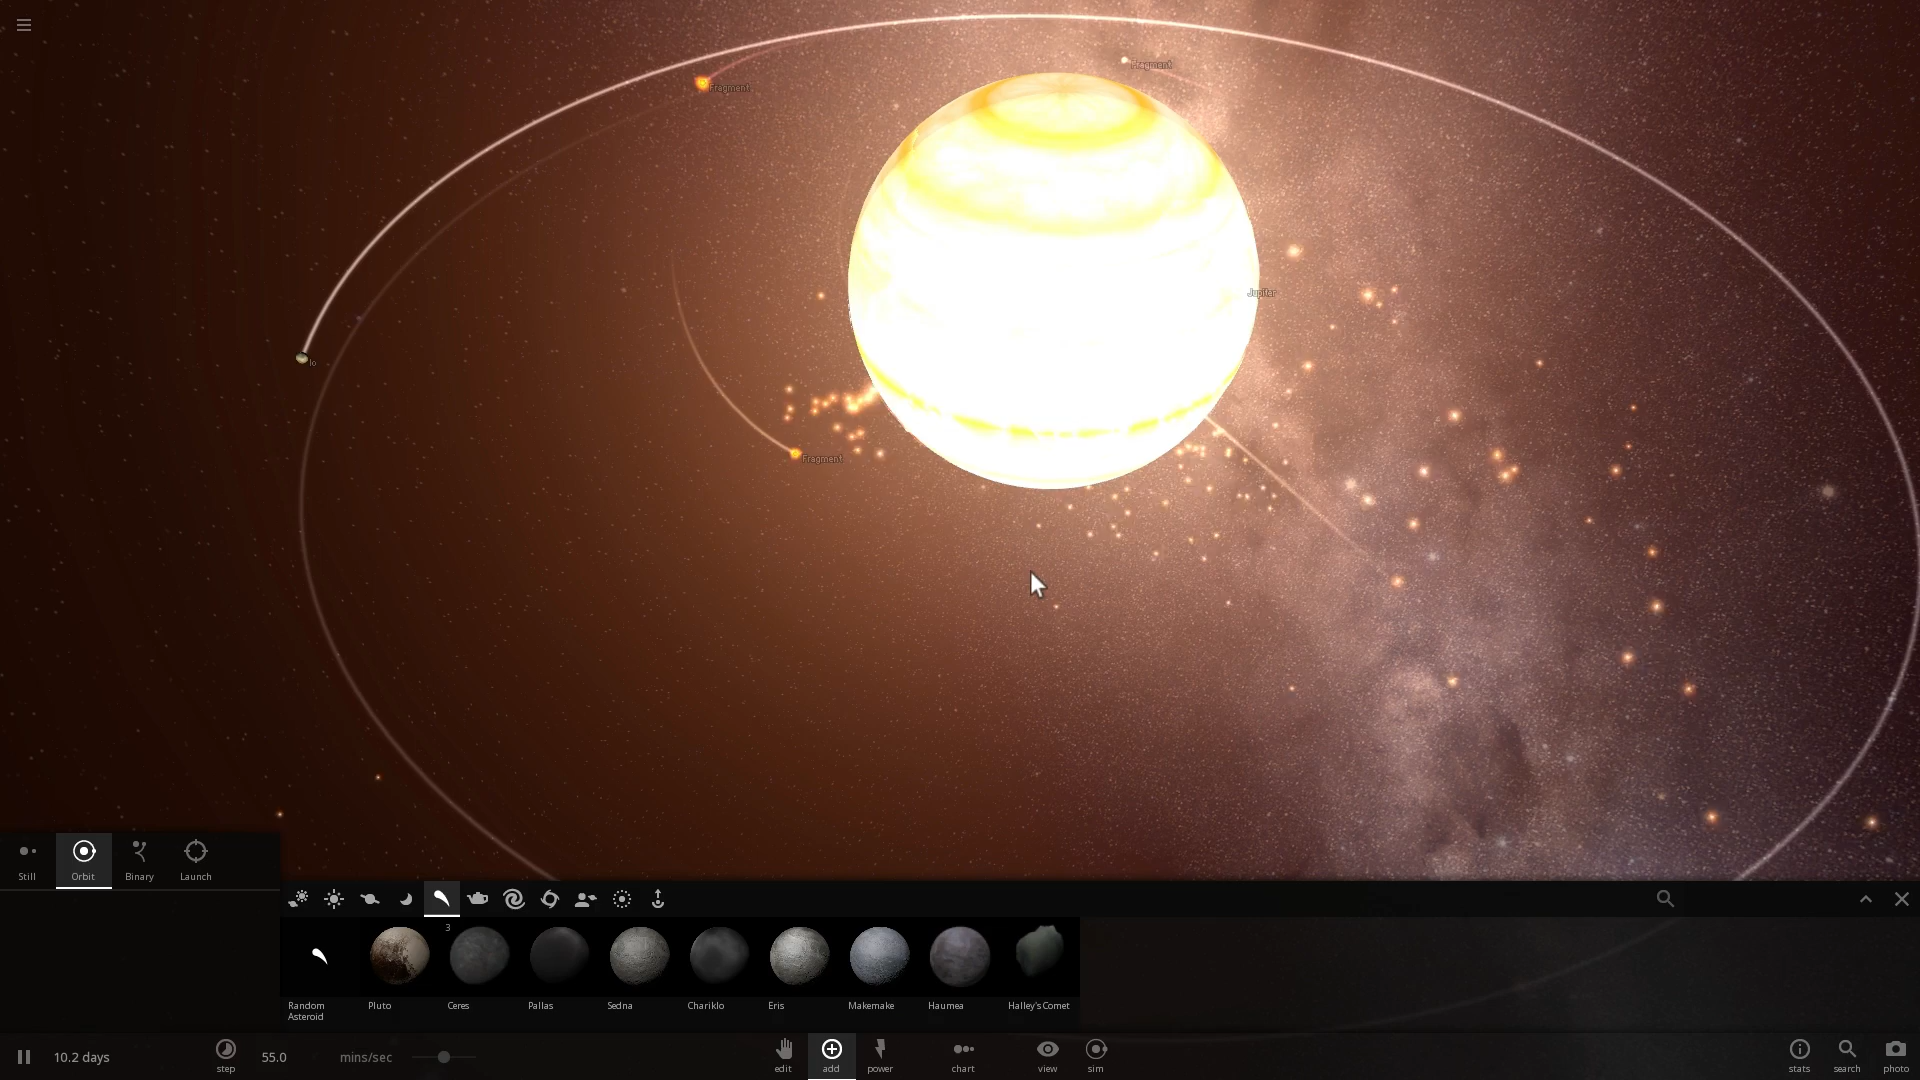 Fragment
Fragment
Jupiter
Io
Fragment
Still
Orbit
Binary
Launch
3
Random
Asteroid
Pluto
Ceres
Pallas
Sedna
Chariklo
Eris
Makemake
Haumea
Halley's Comet
10.2 days
step
55.0
mins/sec
edit
add
power
chart
view
sim
stats
search
photo